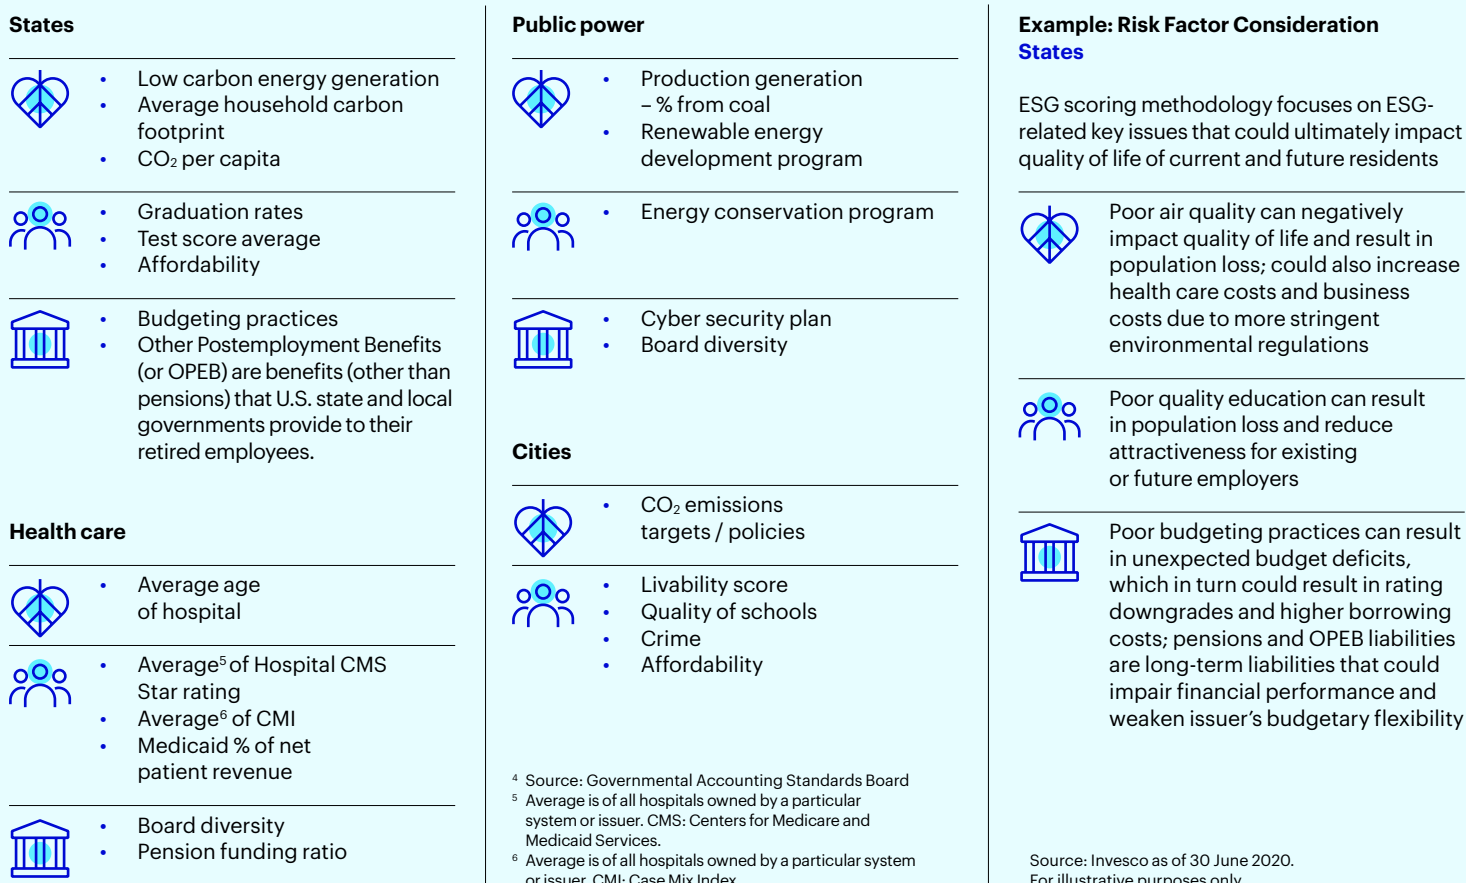 States
• Low carbon energy generation
• Average household carbon
footprint
• CO₂ per capita
• Graduation rates
• Test score average
• Affordability
• Budgeting practices
• Other Postemployment Benefits
(or OPEB) are benefits (other than
pensions) that U.S. state and local
governments provide to their
retired employees.
Health care
• Average age
of hospital
• Average⁵ of Hospital CMS
Star rating
• Average⁶ of CMI
• Medicaid % of net
patient revenue
• Board diversity
• Pension funding ratio
Public power
• Production generation
– % from coal
• Renewable energy
development program
• Energy conservation program
• Cyber security plan
• Board diversity
Cities
• CO₂ emissions
targets / policies
• Livability score
• Quality of schools
• Crime
• Affordability
⁴ Source: Governmental Accounting Standards Board
⁵ Average is of all hospitals owned by a particular
system or issuer. CMS: Centers for Medicare and
Medicaid Services.
⁶ Average is of all hospitals owned by a particular system
or issuer. CMI: Case Mix Index
Example: Risk Factor Consideration
States
ESG scoring methodology focuses on ESG-
related key issues that could ultimately impact
quality of life of current and future residents
Poor air quality can negatively
impact quality of life and result in
population loss; could also increase
health care costs and business
costs due to more stringent
environmental regulations
Poor quality education can result
in population loss and reduce
attractiveness for existing
or future employers
Poor budgeting practices can result
in unexpected budget deficits,
which in turn could result in rating
downgrades and higher borrowing
costs; pensions and OPEB liabilities
are long-term liabilities that could
impair financial performance and
weaken issuer's budgetary flexibility
Source: Invesco as of 30 June 2020.
For illustrative purposes only